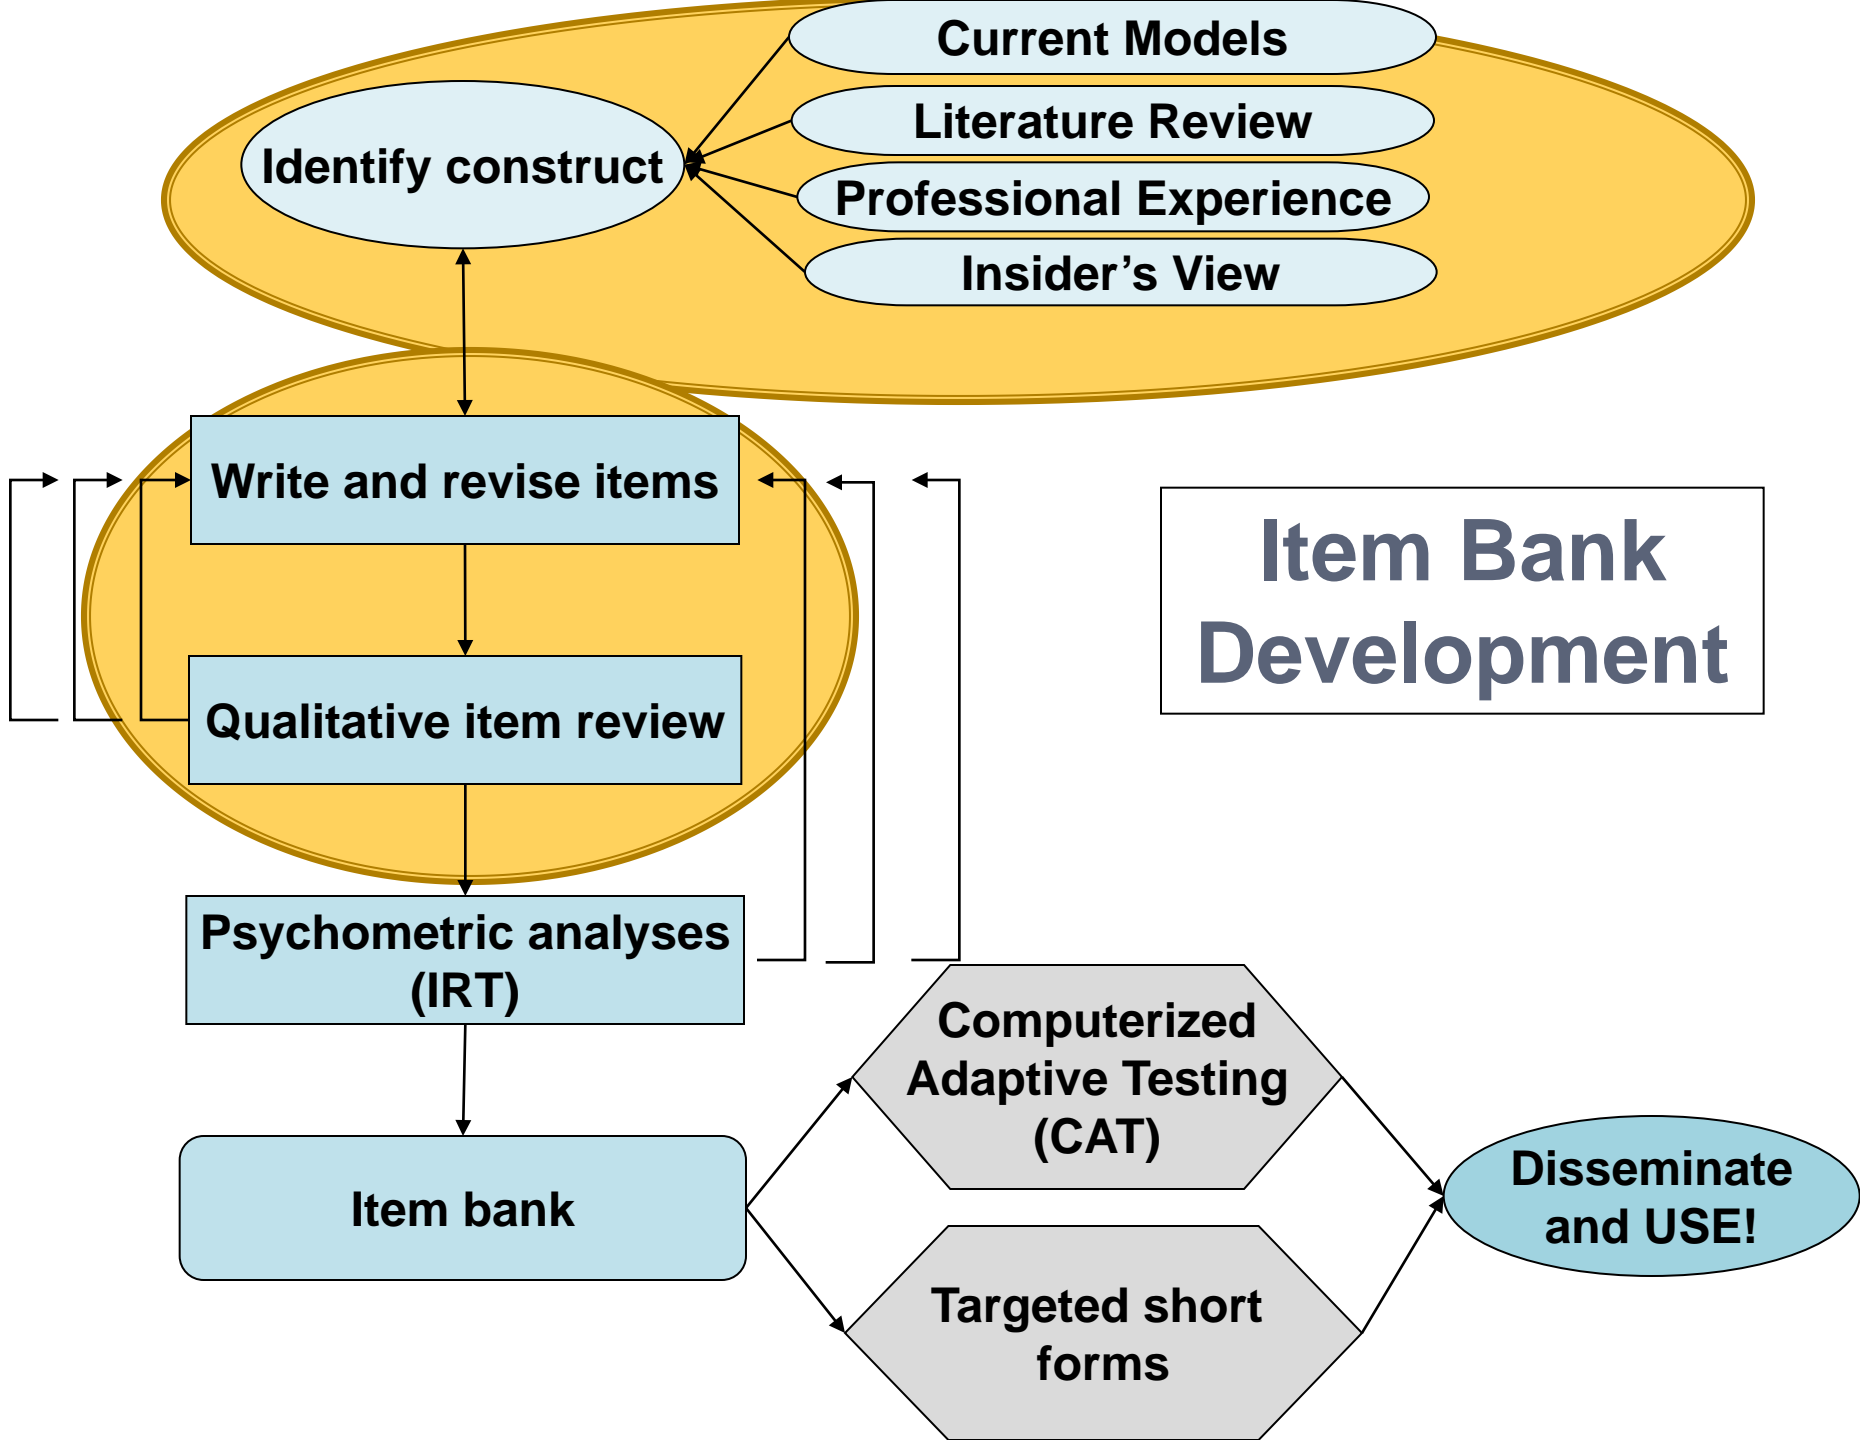 Current Models
Literature Review
Identify construct
Professional Experience
Insider’s View
Write and revise items
Item Bank
Development
Qualitative item review
Psychometric analyses
(IRT)
Computerized
Adaptive Testing
(CAT)
Item bank
Disseminate
and USE!
Targeted short
forms